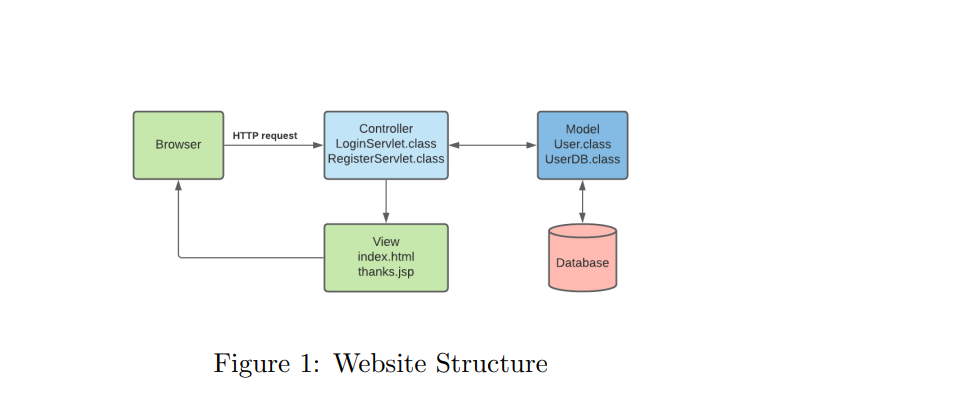 Browser
HTTP request
Controller
LoginServlet.class
RegisterServlet.class
Model
User.class
UserDB.class
View
index.html
thanks.jsp
Database
Figure 1: Website Structure